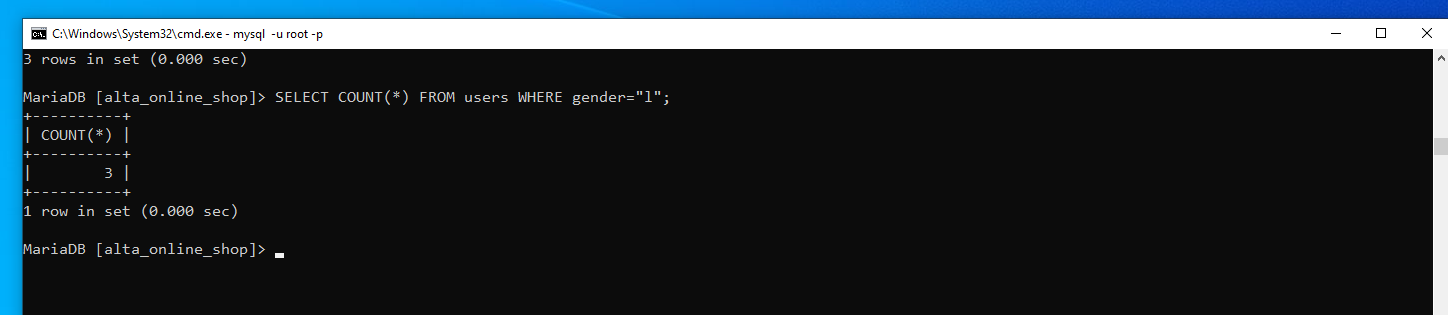 C:\Windows\System32\cmd.exe - mysql -u root -p
3 rows in set (0.000 sec)
MariaDB [alta_online_shop]> SELECT COUNT(*) FROM users WHERE gender="l";
+----------+
| COUNT(*) |
+----------+
|        3 |
+----------+
1 row in set (0.000 sec)
MariaDB [alta_online_shop]>